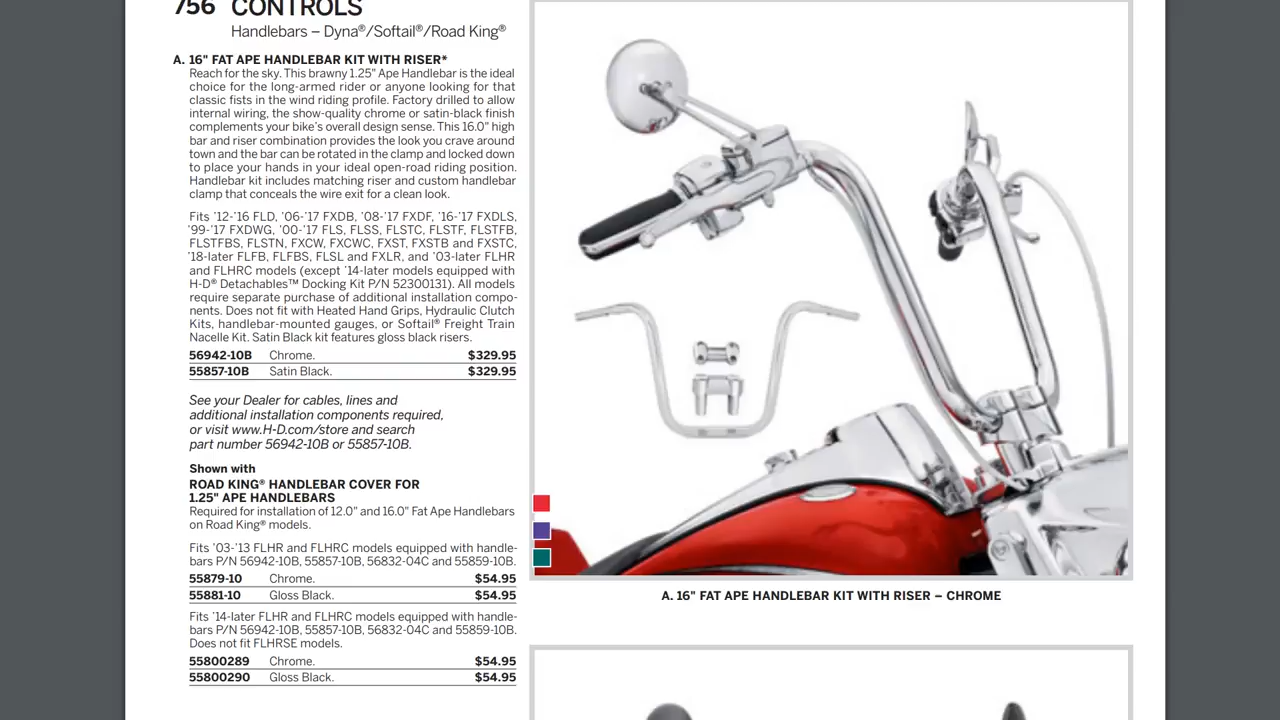 756 CONTROLS
Handlebars – Dyna®/Softail®/Road King®
A. 16" FAT APE HANDLEBAR KIT WITH RISER*
Reach for the sky. This brawny 1.25" Ape Handlebar is the ideal
choice for the long-armed rider or anyone looking for that
classic fists in the wind riding profile. Factory drilled to allow
internal wiring, the show-quality chrome or satin-black finish
complements your bike's overall design sense. This 16.0" high
bar and riser combination provides the look you crave around
town and the bar can be rotated in the clamp and locked down
to place your hands in your ideal open-road riding position.
Handlebar kit includes matching riser and custom handlebar
clamp that conceals the wire exit for a clean look.
Fits '12-'16 FLD, '06-'17 FXDB, '08-'17 FXDF, '16-'17 FXDLS,
'99-'17 FXDWG, '00-'17 FLS, FLSS, FLSTC, FLSTF, FLSTFB,
FLSTFBS, FLSTN, FXCW, FXCWC, FXST, FXSTB and FXSTC,
'18-later FLFB, FLFBS, FLSL and FXLR, and '03-later FLHR
and FLHRC models (except '14-later models equipped with
H-D® Detachables™ Docking Kit P/N 52300131). All models
require separate purchase of additional installation compo-
nents. Does not fit with Heated Hand Grips, Hydraulic Clutch
Kits, handlebar-mounted gauges, or Softail® Freight Train
Nacelle Kit. Satin Black kit features gloss black risers.
56942-10B Chrome. $329.95
55857-10B Satin Black. $329.95
See your Dealer for cables, lines and
additional installation components required,
or visit www.H-D.com/store and search
part number 56942-10B or 55857-10B.
Shown with
ROAD KING® HANDLEBAR COVER FOR
1.25" APE HANDLEBARS
Required for installation of 12.0" and 16.0" Fat Ape Handlebars
on Road King® models.
Fits '03-'13 FLHR and FLHRC models equipped with handle-
bars P/N 56942-10B, 55857-10B, 56832-04C and 55859-10B.
55879-10 Chrome. $54.95
55881-10 Gloss Black. $54.95
Fits '14-later FLHR and FLHRC models equipped with handle-
bars P/N 56942-10B, 55857-10B, 56832-04C and 55859-10B.
Does not fit FLHRSE models.
55800289 Chrome. $54.95
55800290 Gloss Black. $54.95
A. 16" FAT APE HANDLEBAR KIT WITH RISER – CHROME